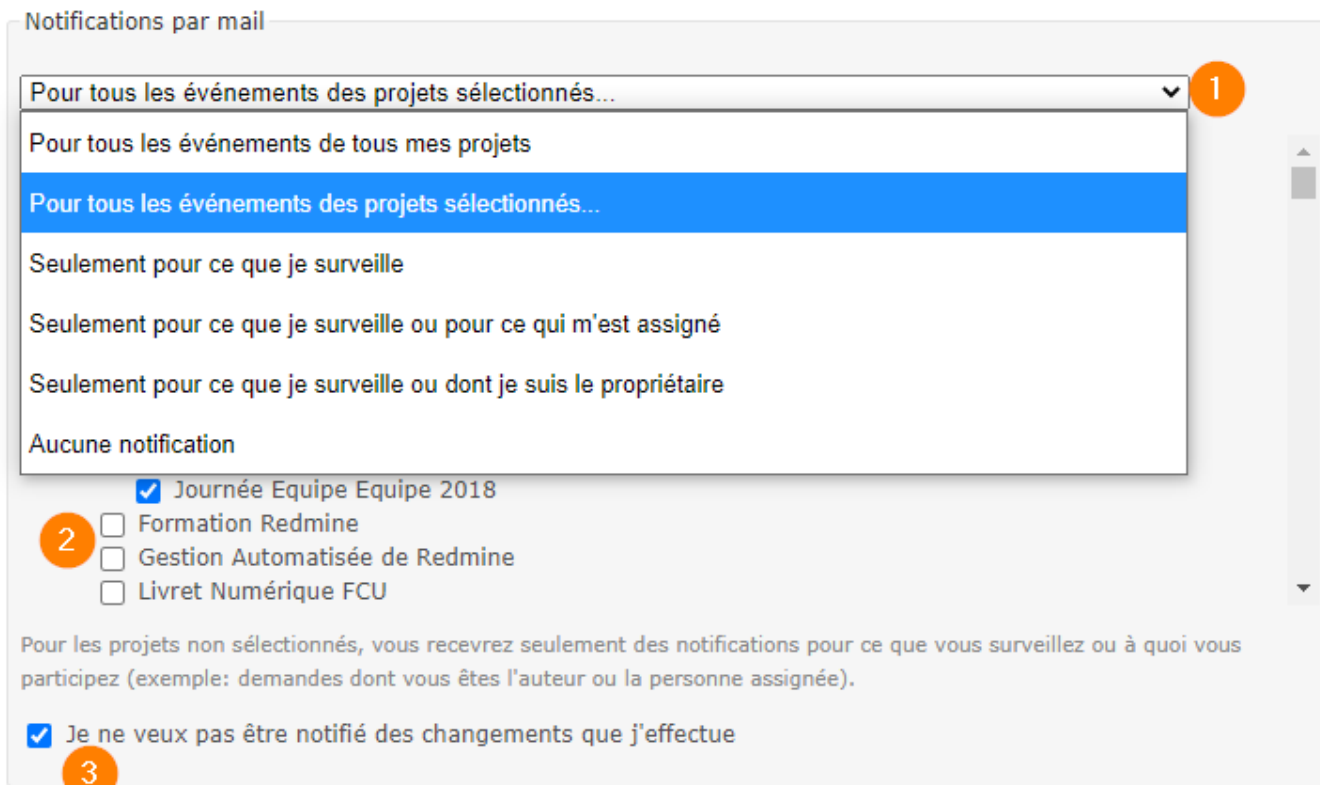 Notifications par mail
Pour tous les événements des projets sélectionnés...
1
Pour tous les événements de tous mes projets
Pour tous les événements des projets sélectionnés...
Seulement pour ce que je surveille
Seulement pour ce que je surveille ou pour ce qui m'est assigné
Seulement pour ce que je surveille ou dont je suis le propriétaire
Aucune notification
Journée Equipe Equipe 2018
Formation Redmine
2
Gestion Automatisée de Redmine
Livret Numérique FCU
Pour les projets non sélectionnés, vous recevrez seulement des notifications pour ce que vous surveillez ou à quoi vous
participez (exemple: demandes dont vous êtes l'auteur ou la personne assignée).
Je ne veux pas être notifié des changements que j'effectue
3